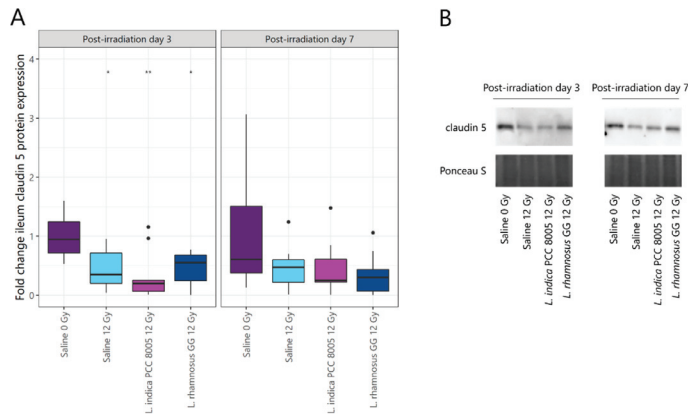 A
Post-irradiation day 3
Post-irradiation day 7
Fold change ileum claudin 5 protein expression
4
3
2
1
0
*
**
*
Saline 0 Gy
Saline 12 Gy
L. indica PCC 8005 12 Gy
L. rhamnosus GG 12 Gy
Saline 0 Gy
Saline 12 Gy
L. indica PCC 8005 12 Gy
L. rhamnosus GG 12 Gy
B
Post-irradiation day 3
Post-irradiation day 7
claudin 5
Ponceau S
Saline 0 Gy
Saline 12 Gy
L. indica PCC 8005 12 Gy
L. rhamnosus GG 12 Gy
Saline 0 Gy
Saline 12 Gy
L. indica PCC 8005 12 Gy
L. rhamnosus GG 12 Gy